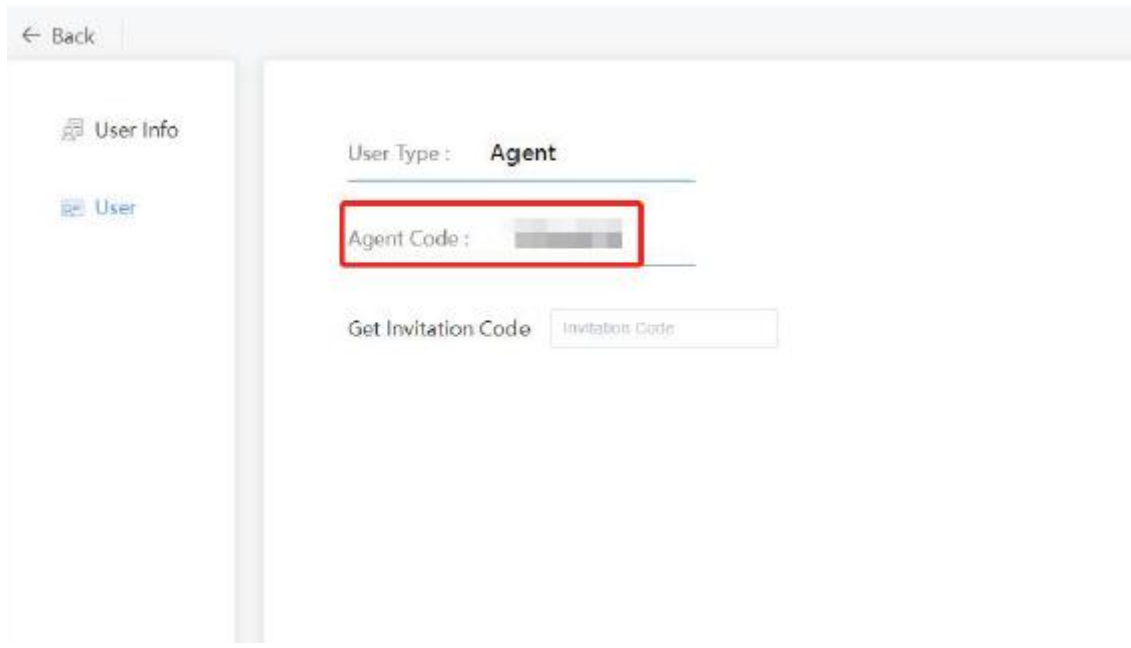 ← Back
User Info
User
User Type : Agent
Agent Code :
Get Invitation Code Invitation Code